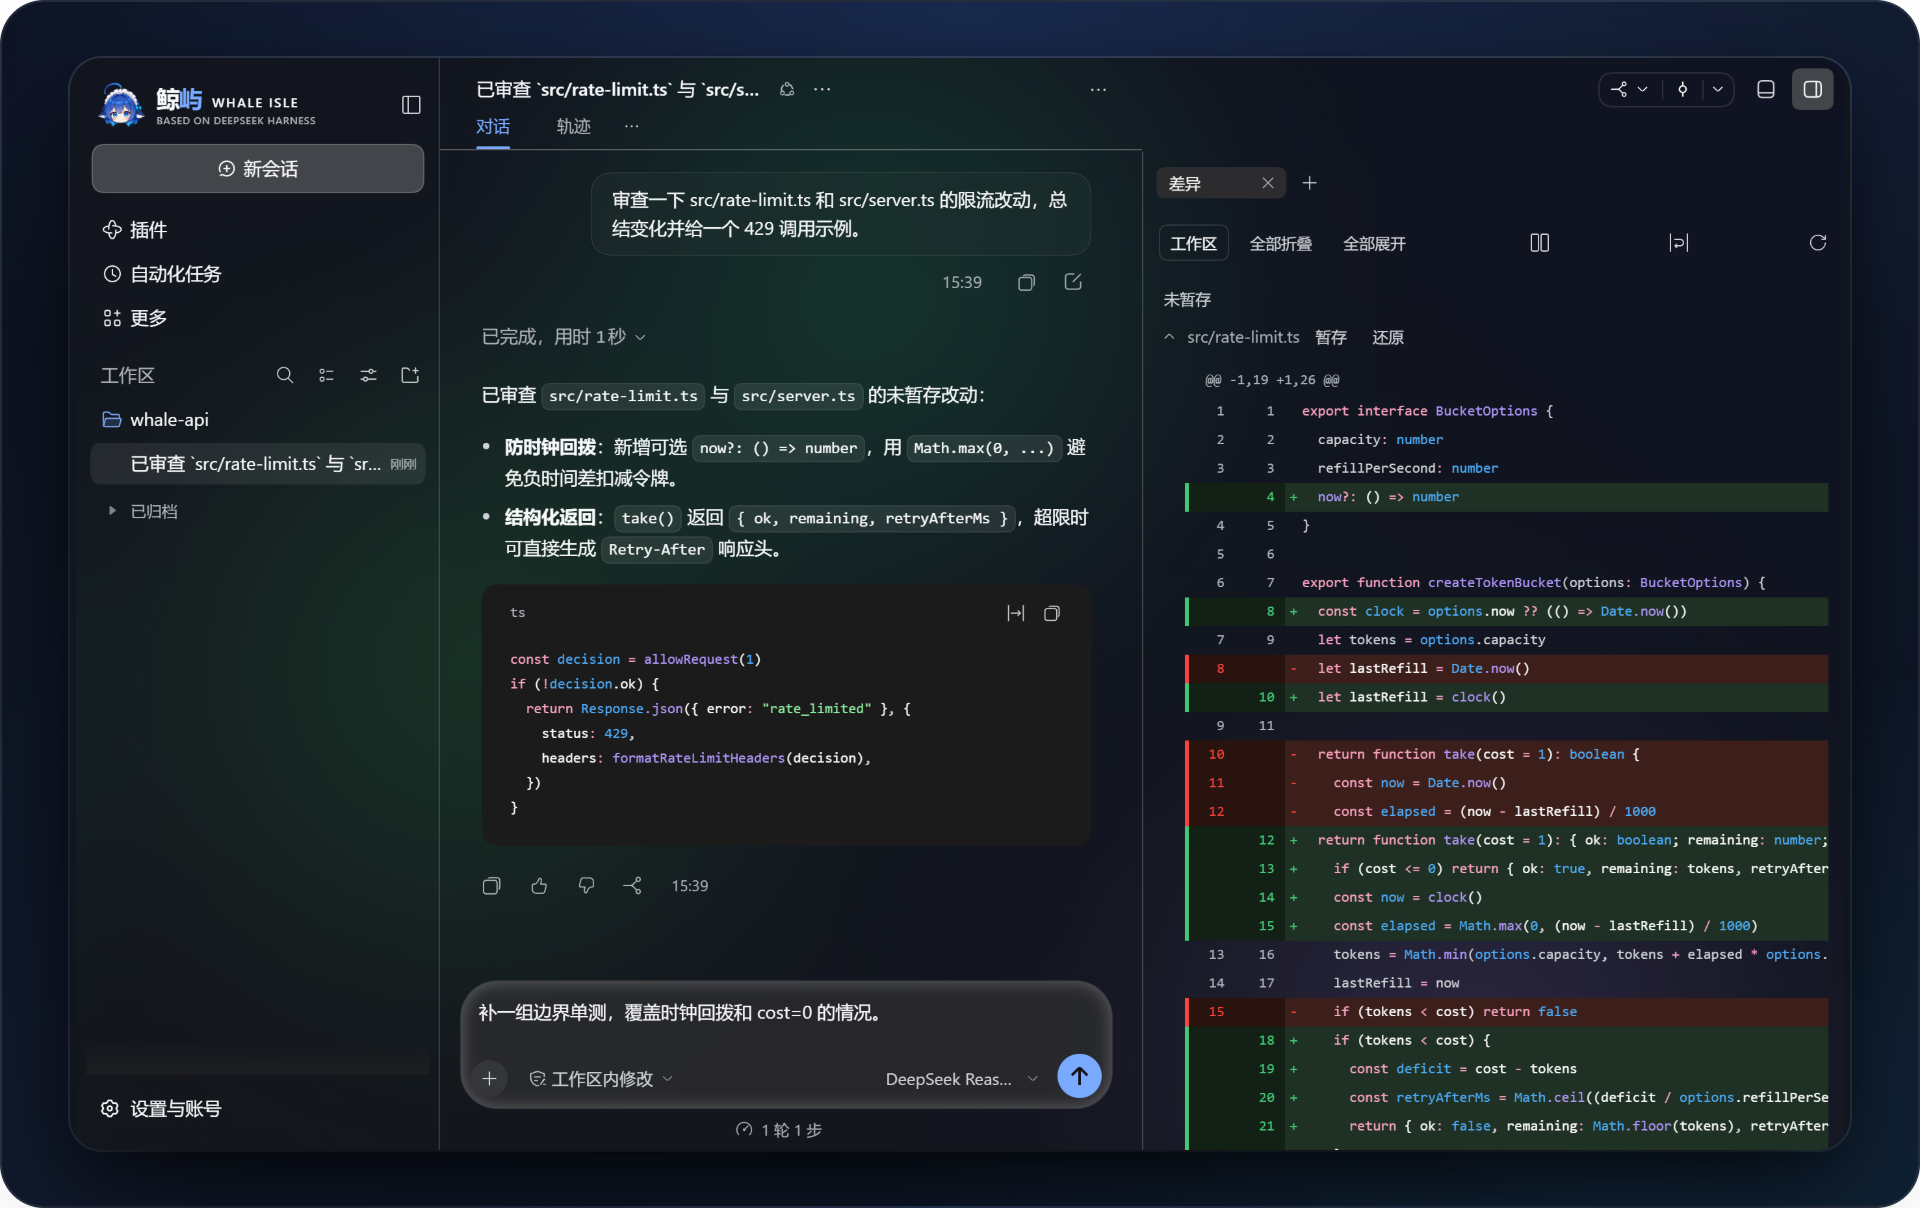 鲸屿 WHALE ISLE
BASED ON DEEPSEEK HARNESS
新会话
插件
自动化任务
更多
工作区
whale-api
已审查 `src/rate-limit.ts` 与 `sr... 刚刚
已归档
设置与账号
已审查 `src/rate-limit.ts` 与 `src/s...
对话 轨迹
审查一下 src/rate-limit.ts 和 src/server.ts 的限流改动，总
结变化并给一个 429 调用示例。
15:39
已完成，用时 1 秒
已审查 src/rate-limit.ts 与 src/server.ts 的未暂存改动：
• 防时钟回拨：新增可选 now?: () => number ，用 Math.max(0, ...) 避
免负时间差扣减令牌。
• 结构化返回：take() 返回 { ok, remaining, retryAfterMs } ，超限时
可直接生成 Retry-After 响应头。
ts
const decision = allowRequest(1)
if (!decision.ok) {
return Response.json({ error: "rate_limited" }, {
status: 429,
headers: formatRateLimitHeaders(decision),
})
}
15:39
补一组边界单测，覆盖时钟回拨和 cost=0 的情况。
工作区内修改 DeepSeek Reas...
1 轮 1 步
差异
工作区 全部折叠 全部展开
未暂存
src/rate-limit.ts 暂存 还原
@@ -1,19 +1,26 @@
1 1 export interface BucketOptions {
2 2 capacity: number
3 3 refillPerSecond: number
4 + now?: () => number
4 5 }
5 6
6 7 export function createTokenBucket(options: BucketOptions) {
8 + const clock = options.now ?? (() => Date.now())
7 9 let tokens = options.capacity
8 - let lastRefill = Date.now()
10 + let lastRefill = clock()
9 11
10 - return function take(cost = 1): boolean {
11 - const now = Date.now()
12 - const elapsed = (now - lastRefill) / 1000
12 + return function take(cost = 1): { ok: boolean; remaining: number;
13 + if (cost <= 0) return { ok: true, remaining: tokens, retryAfter
14 + const now = clock()
15 + const elapsed = Math.max(0, (now - lastRefill) / 1000)
13 16 tokens = Math.min(options.capacity, tokens + elapsed * options.
14 17 lastRefill = now
15 - if (tokens < cost) return false
18 + if (tokens < cost) {
19 + const deficit = cost - tokens
20 + const retryAfterMs = Math.ceil((deficit / options.refillPerSe
21 + return { ok: false, remaining: Math.floor(tokens), retryAfter